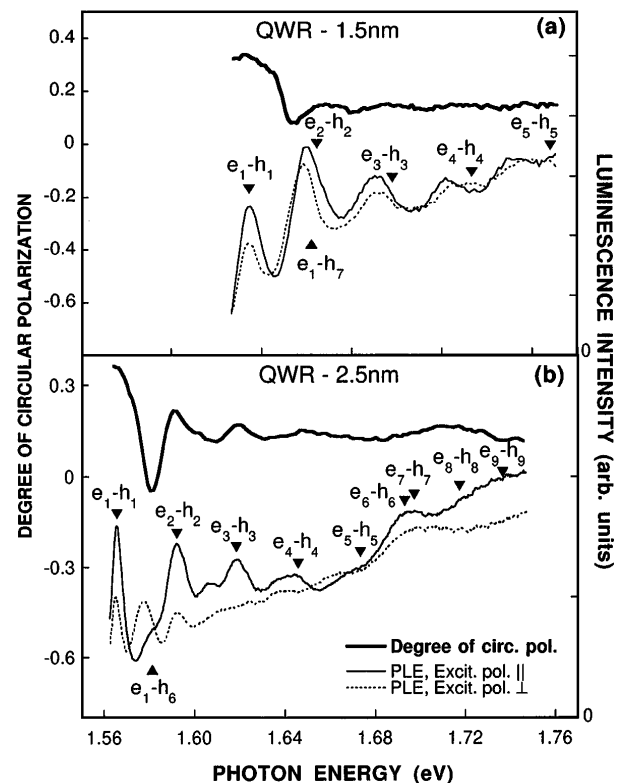 QWR - 1.5nm
(a)
0.4
0.2
0
-0.2
-0.4
-0.6
e1-h1
e2-h2
e3-h3
e4-h4
e5-h5
e1-h7
0
QWR - 2.5nm
(b)
0.3
0
-0.3
-0.6
e1-h1
e2-h2
e3-h3
e4-h4
e5-h5
e6-h6
e7-h7
e8-h8
e9-h9
e1-h6
Degree of circ. pol.
PLE, Excit. pol. ||
PLE, Excit. pol. ⊥
0
1.56 1.60 1.64 1.68 1.72 1.76
PHOTON ENERGY (eV)
DEGREE OF CIRCULAR POLARIZATION
LUMINESCENCE INTENSITY (arb. units)